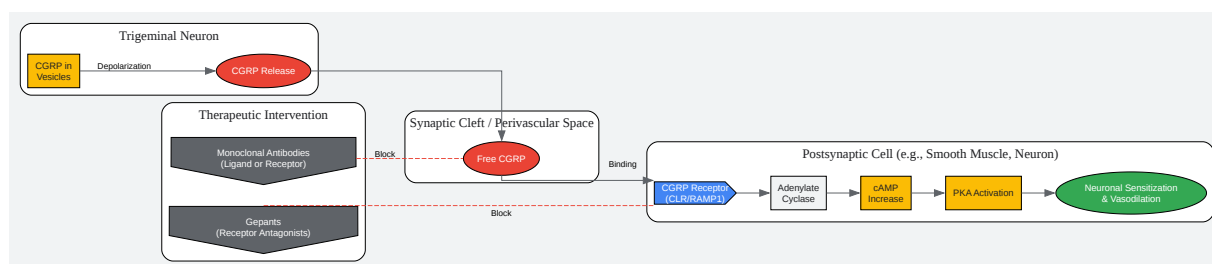 Trigeminal Neuron
CGRP in
Vesicles
Depolarization
CGRP Release
Therapeutic Intervention
Monoclonal Antibodies
(Ligand or Receptor)
Block
Gepants
(Receptor Antagonists)
Block
Synaptic Cleft / Perivascular Space
Free CGRP
Binding
Postsynaptic Cell (e.g., Smooth Muscle, Neuron)
CGRP Receptor
(CLR/RAMP1)
Adenylate
Cyclase
cAMP
Increase
PKA Activation
Neuronal Sensitization
& Vasodilation